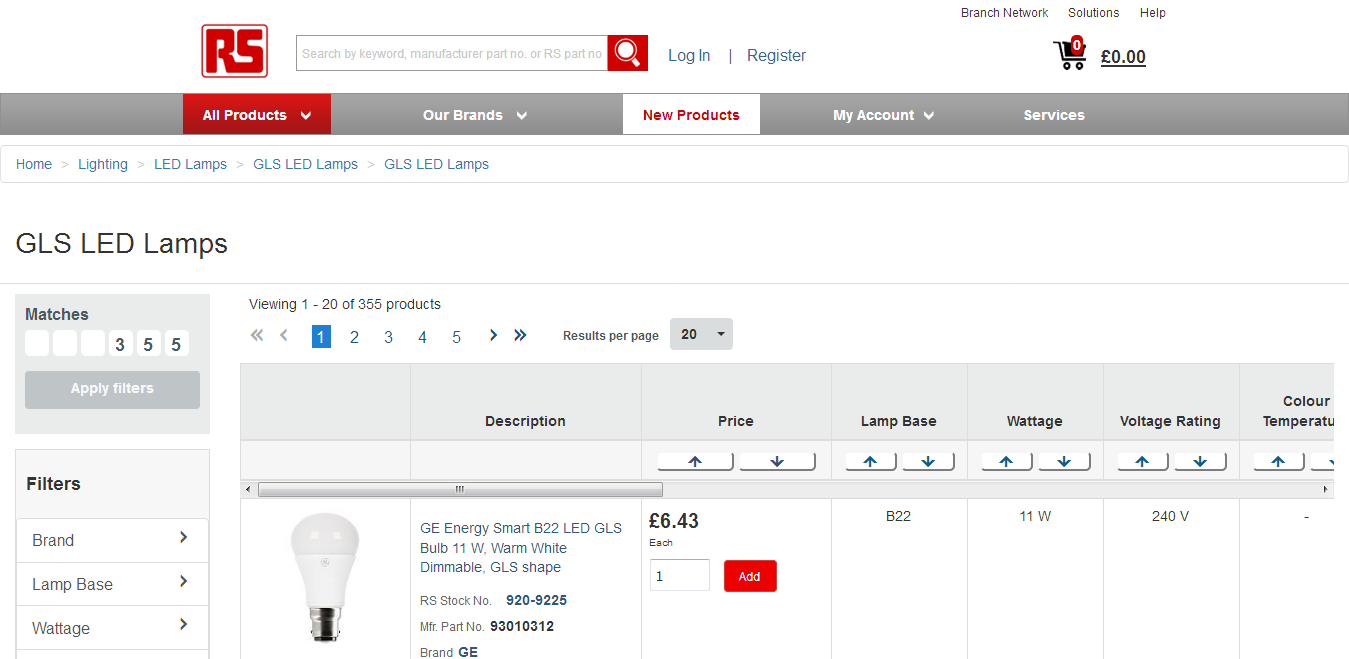 Branch Network Solutions Help
RS
Search by keyword, manufacturer part no. or RS part no
Log In | Register
0
£0.00
All Products Our Brands New Products My Account Services
Home > Lighting > LED Lamps > GLS LED Lamps > GLS LED Lamps
GLS LED Lamps
Matches
3 5 5
Apply filters
Filters
Brand
Lamp Base
Wattage
Viewing 1 - 20 of 355 products
« ‹ 1 2 3 4 5 › » Results per page 20
Description Price Lamp Base Wattage Voltage Rating Colour
Temperatu
GE Energy Smart B22 LED GLS
Bulb 11 W, Warm White
Dimmable, GLS shape
RS Stock No. 920-9225
Mfr. Part No. 93010312
Brand GE
£6.43
Each
1 Add
B22 11 W 240 V -